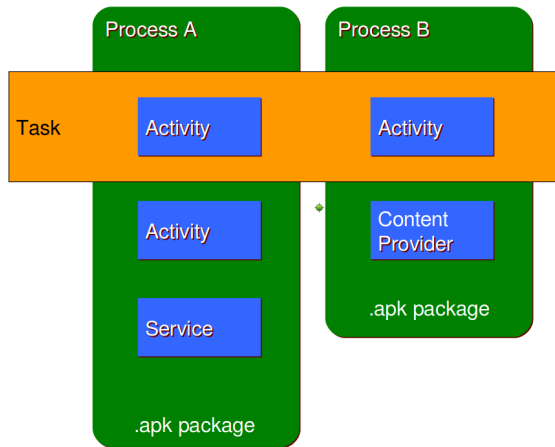 Process A
Process B
Task
Activity
Activity
Activity
Content
Provider
Service
.apk package
.apk package